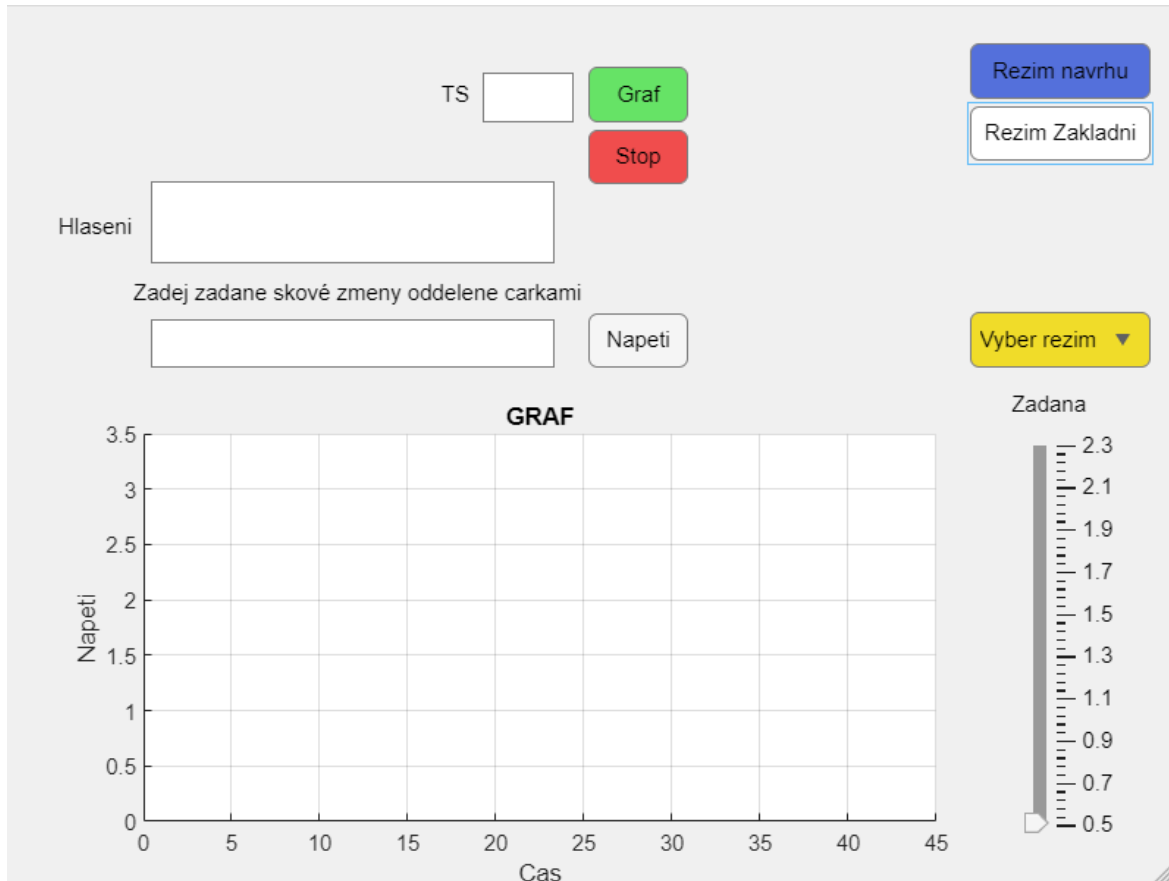 Rezim navrhu
TS
Graf
Rezim Zakladni
Stop
Hlaseni
Zadej zadane skové zmeny oddelene carkami
Napeti
Vyber rezim
Zadana
GRAF
3.5
3
2.5
2
1.5
1
0.5
0
Napeti
0 5 10 15 20 25 30 35 40 45
Cas
2.3
2.1
1.9
1.7
1.5
1.3
1.1
0.9
0.7
0.5